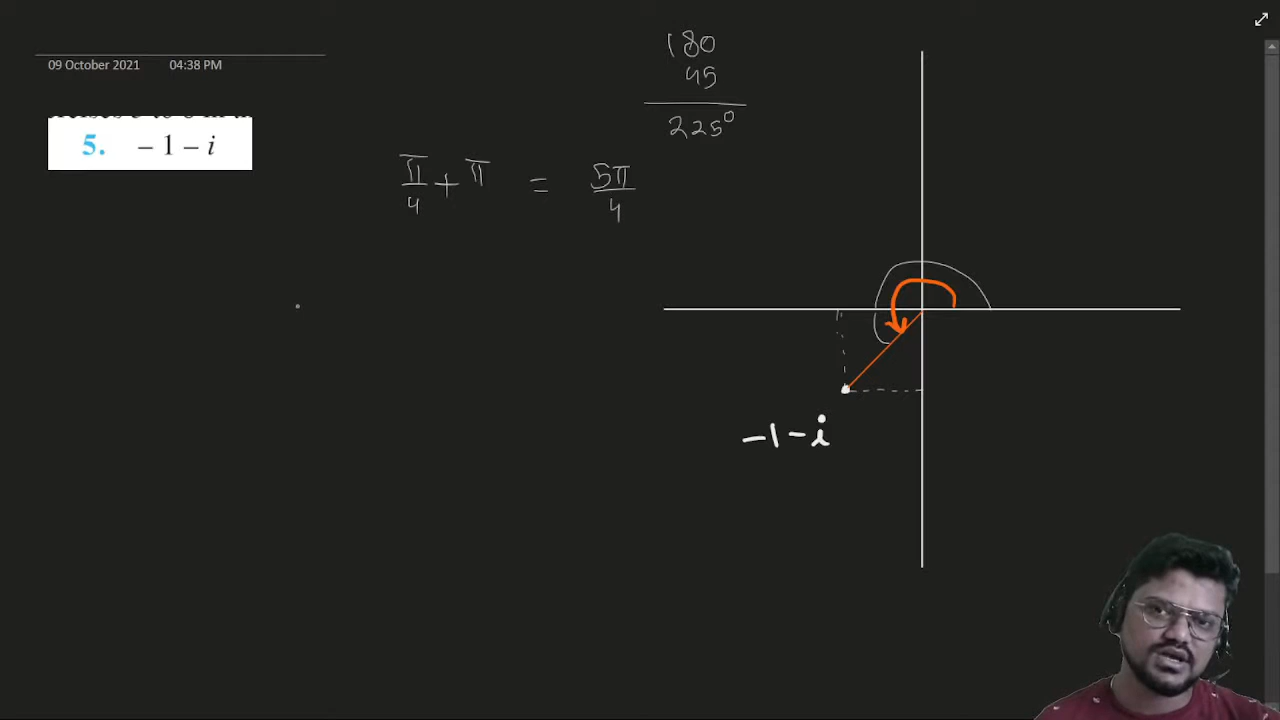 09 October 2021 04:38 PM
5. – 1 – i
180
45
225°
π/4 + π = 5π/4
-1-i